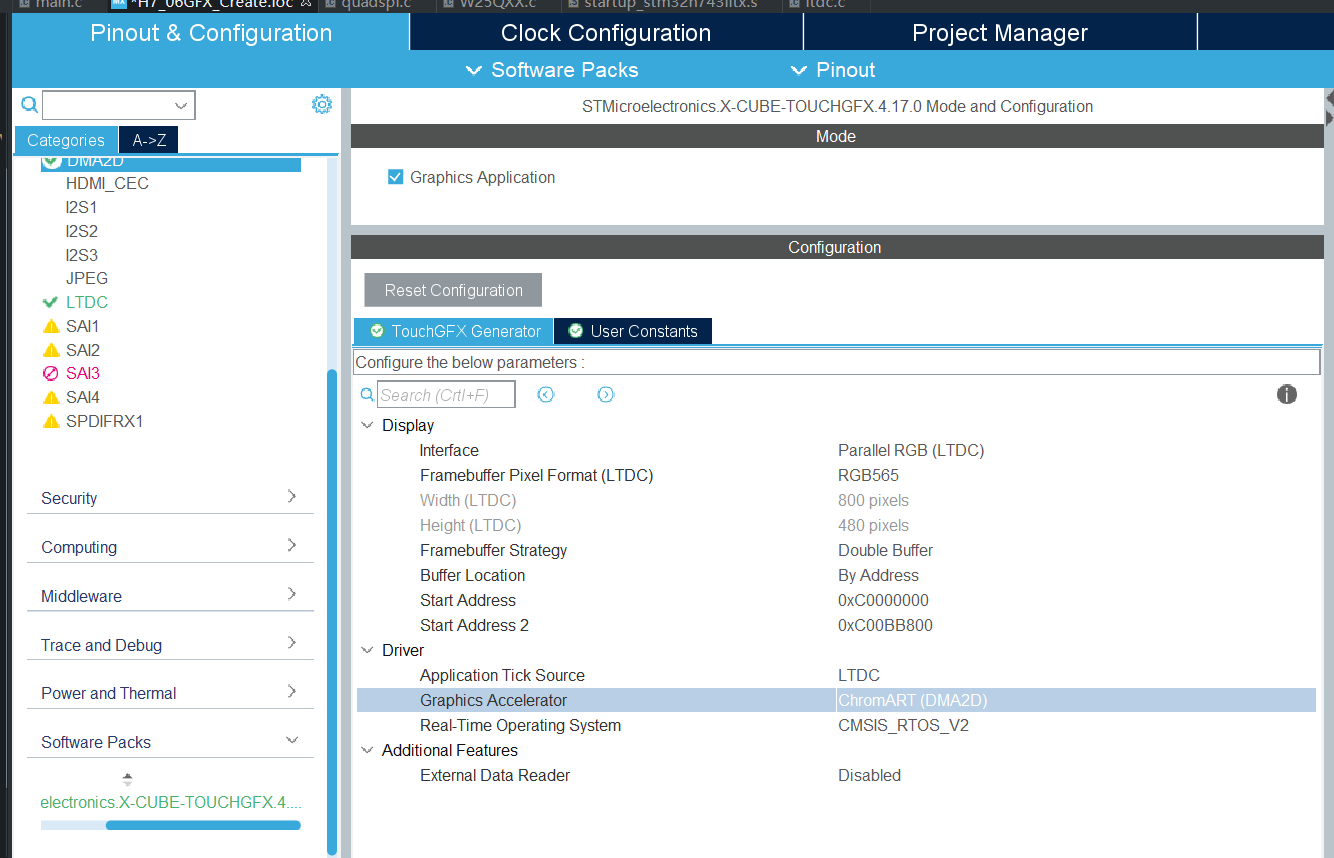 main.c
*H7_06GFX_Create.ioc
quadspi.c
W25QXX.c
startup_stm32h743iitx.s
ltdc.c
Pinout & Configuration
Clock Configuration
Project Manager
Software Packs
Pinout
Categories
A->Z
DMA2D
HDMI_CEC
I2S1
I2S2
I2S3
JPEG
LTDC
SAI1
SAI2
SAI3
SAI4
SPDIFRX1
Security
Computing
Middleware
Trace and Debug
Power and Thermal
Software Packs
electronics.X-CUBE-TOUCHGFX.4....
STMicroelectronics.X-CUBE-TOUCHGFX.4.17.0 Mode and Configuration
Mode
Graphics Application
Configuration
Reset Configuration
TouchGFX Generator
User Constants
Configure the below parameters :
Search (Crtl+F)
Display
Interface Parallel RGB (LTDC)
Framebuffer Pixel Format (LTDC) RGB565
Width (LTDC) 800 pixels
Height (LTDC) 480 pixels
Framebuffer Strategy Double Buffer
Buffer Location By Address
Start Address 0xC0000000
Start Address 2 0xC00BB800
Driver
Application Tick Source LTDC
Graphics Accelerator ChromART (DMA2D)
Real-Time Operating System CMSIS_RTOS_V2
Additional Features
External Data Reader Disabled